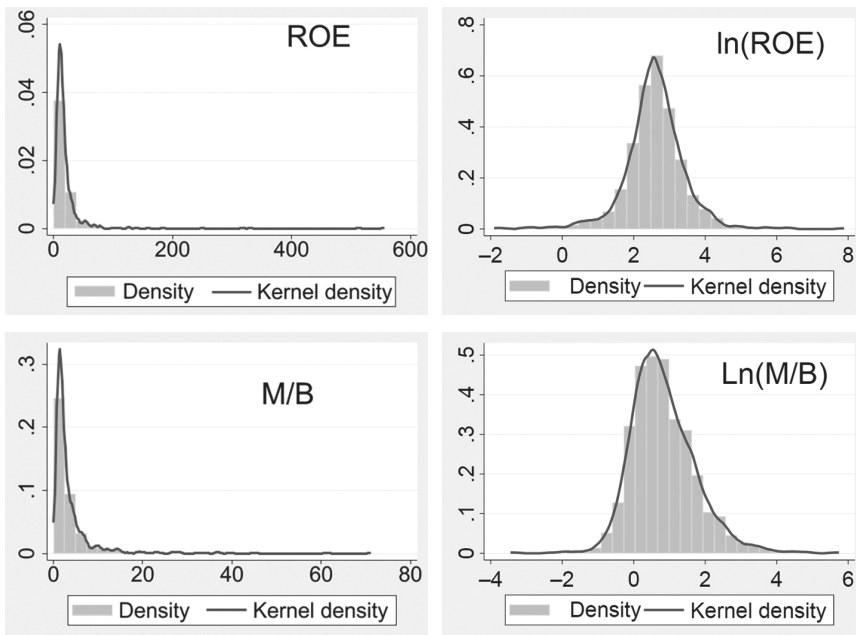 ROE
.06
.04
.02
0
0 200 400 600
Density Kernel density
ln(ROE)
.8
.6
.4
.2
0
–2 0 2 4 6 8
Density Kernel density
M/B
.3
.2
.1
0
0 20 40 60 80
Density Kernel density
Ln(M/B)
.5
.4
.3
.2
.1
0
–4 –2 0 2 4 6
Density Kernel density